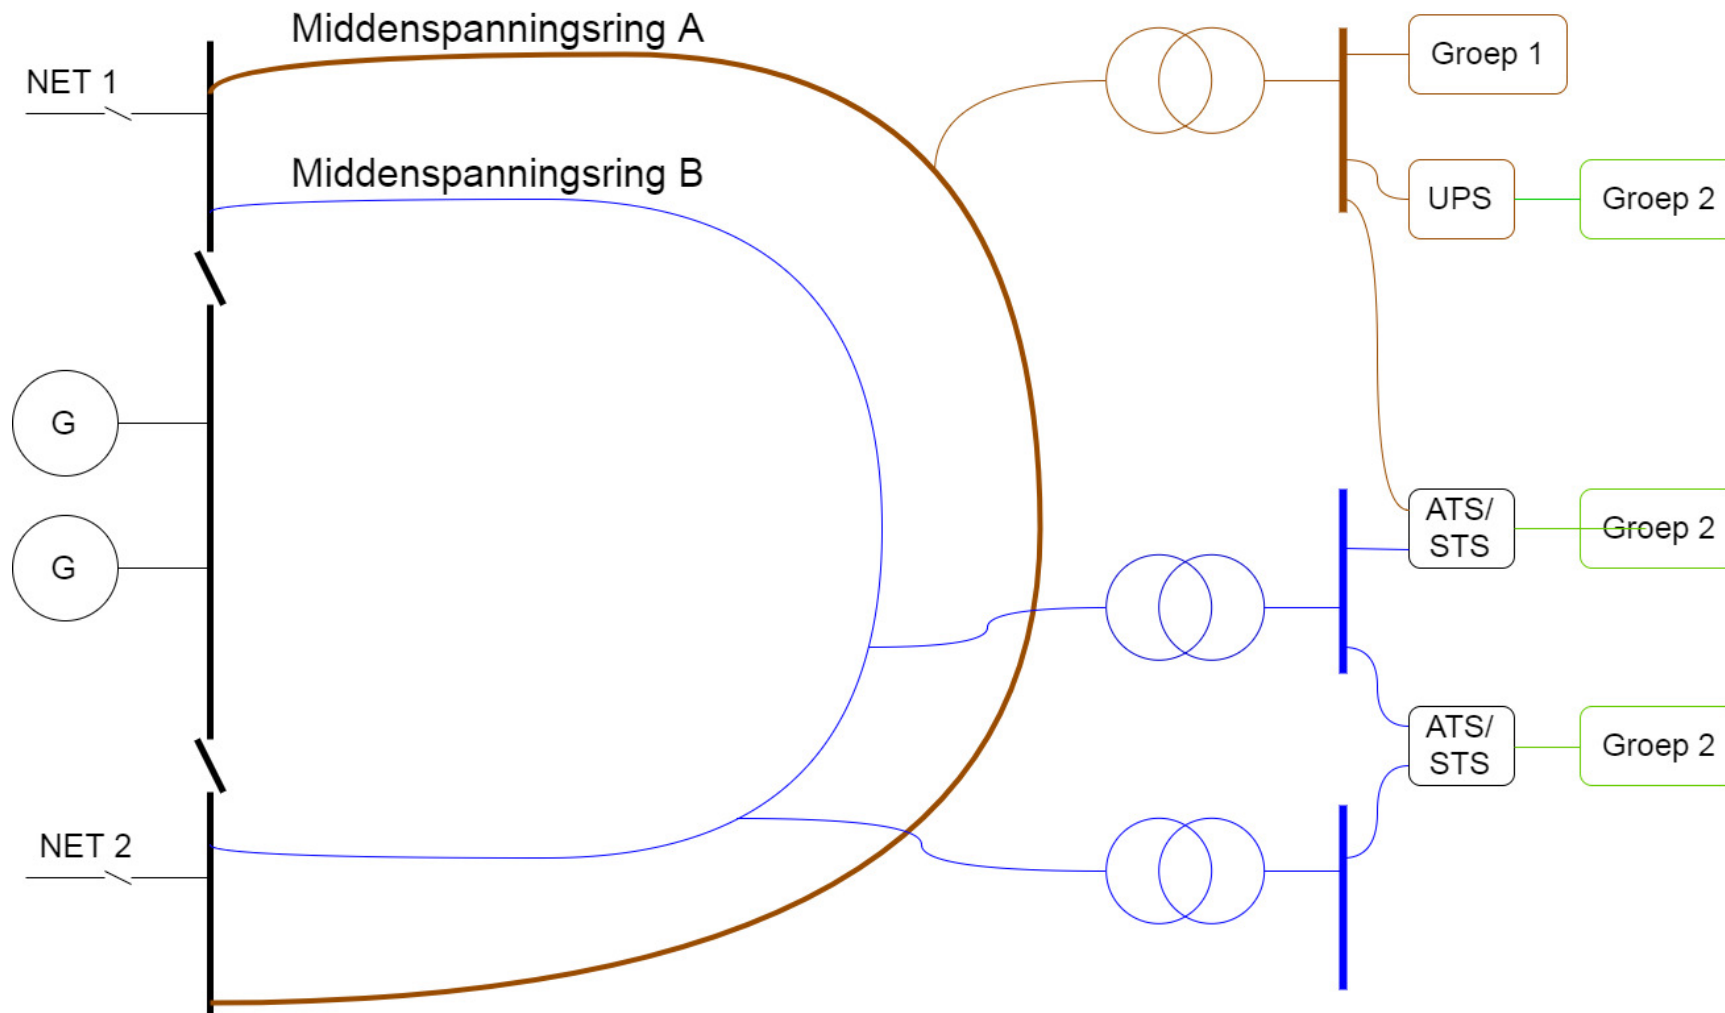 Middenspanningsring A
NET 1
Groep 1
Middenspanningsring B
UPS
Groep 2
G
ATS/
STS
Groep 2
G
ATS/
STS
Groep 2
NET 2